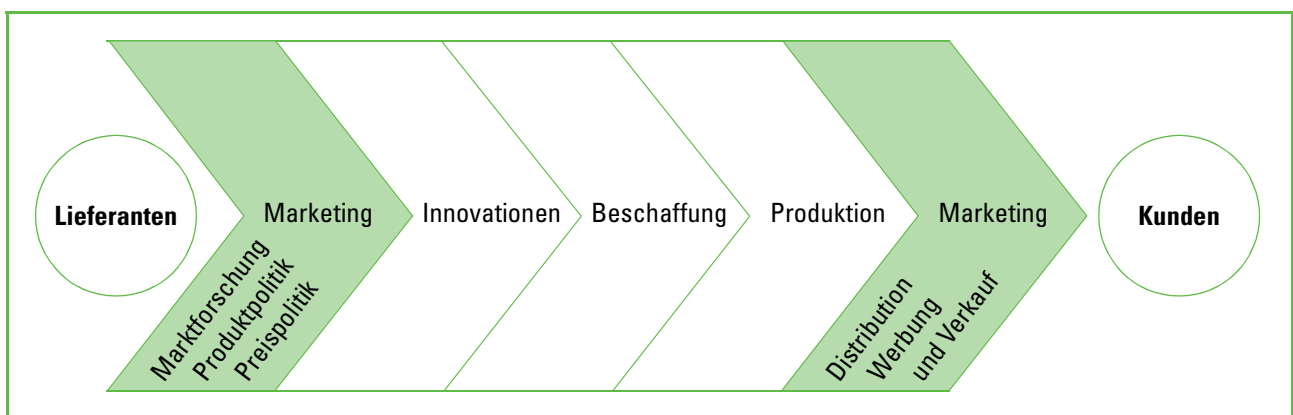 Lieferanten
Marketing
Innovationen
Beschaffung
Produktion
Marketing
Kunden
Marktforschung
Produktpolitik
Preispolitik
Distribution
Werbung
und Verkauf